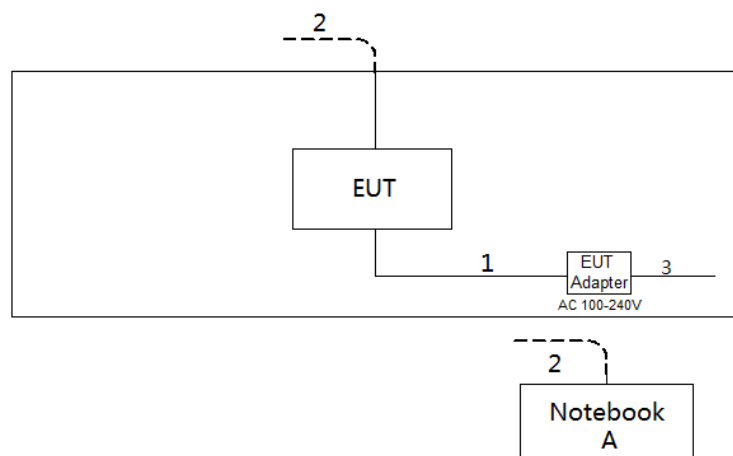 2
EUT
1
EUT
Adapter
3
AC 100-240V
2
Notebook
A